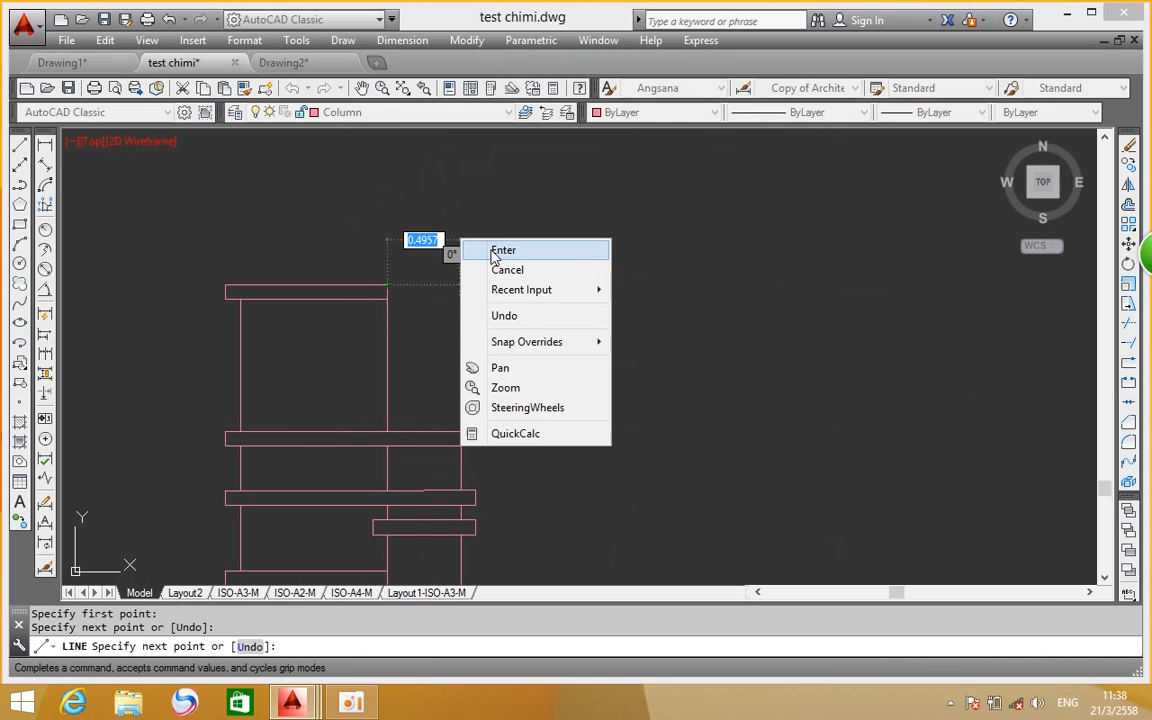 AutoCAD Classic
test chimi.dwg
Type a keyword or phrase
Sign In
File Edit View Insert Format Tools Draw Dimension Modify Parametric Window Help Express
Drawing1* test chimi* Drawing2*
Angsana Copy of Archite Standard Standard
AutoCAD Classic Column ByLayer ByLayer ByLayer
[−][Top][2D Wireframe]
N
W TOP E
S
WCS
0.4957
0°
Enter
Cancel
Recent Input
Undo
Snap Overrides
Pan
Zoom
SteeringWheels
QuickCalc
Y
X
Model Layout2 ISO-A3-M ISO-A2-M ISO-A4-M Layout1-ISO-A3-M
Specify first point:
Specify next point or [Undo]:
LINE Specify next point or [Undo]:
Completes a command, accepts command values, and cycles grip modes
ENG
11:38
21/3/2558